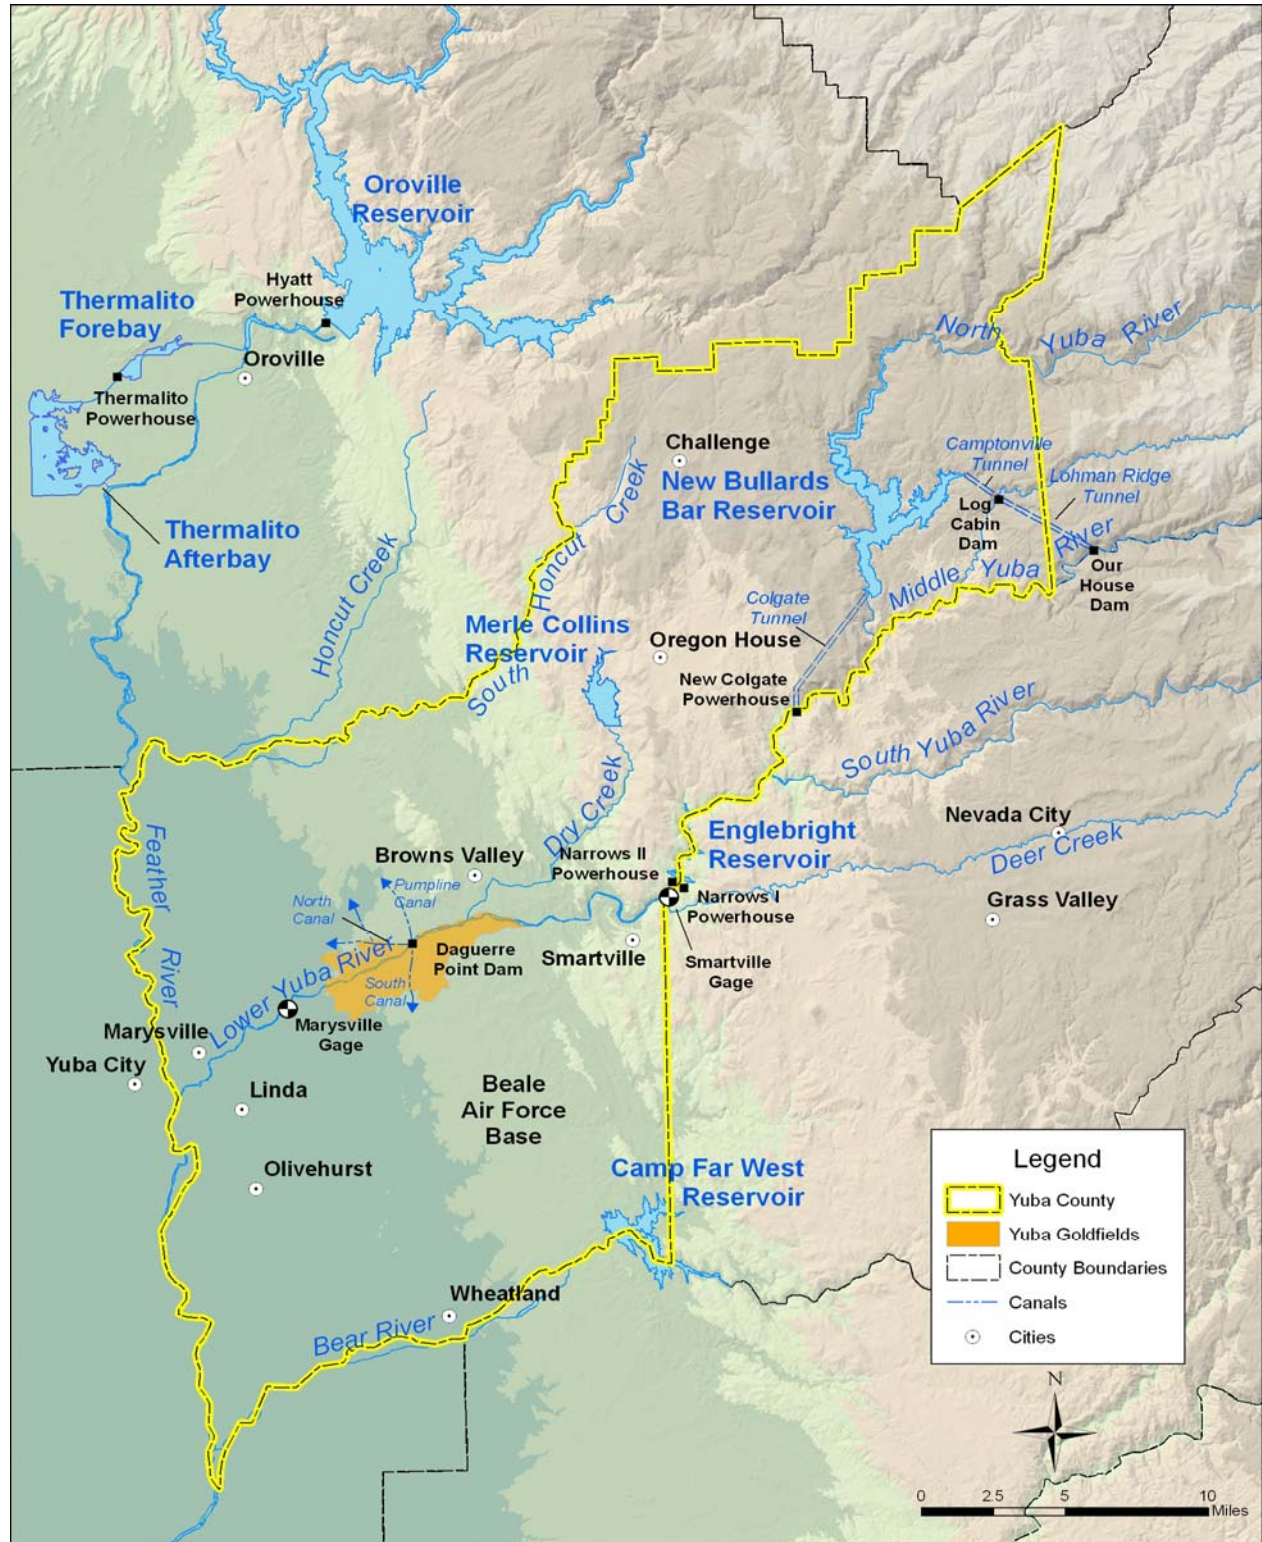 Oroville
Reservoir
Hyatt
Powerhouse
Thermalito
Forebay
Oroville
Thermalito
Powerhouse
Thermalito
Afterbay
North
Yuba River
Challenge
New Bullards
Bar Reservoir
Camptonville
Tunnel
Lohman Ridge
Tunnel
Log
Cabin
Dam
Our
House
Dam
Middle Yuba River
Honcut Creek
South Honcut Creek
Merle Collins
Reservoir
Colgate
Tunnel
Oregon House
New Colgate
Powerhouse
South Yuba River
Nevada City
Deer Creek
Grass Valley
Dry Creek
Englebright
Reservoir
Narrows II
Powerhouse
Narrows I
Powerhouse
Smartville
Smartville
Gage
Browns Valley
Pumpline
Canal
North
Canal
Daguerre
Point Dam
South
Canal
Feather River
Lower Yuba River
Marysville
Gage
Marysville
Yuba City
Linda
Olivehurst
Beale
Air Force
Base
Camp Far West
Reservoir
Wheatland
Bear River
Legend
Yuba County
Yuba Goldfields
County Boundaries
Canals
Cities
N
0 2.5 5 10
Miles